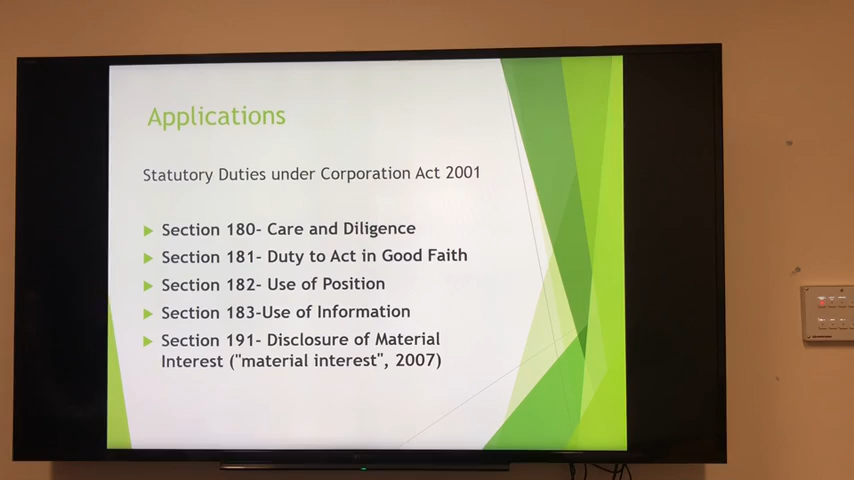 Applications
Statutory Duties under Corporation Act 2001
Section 180- Care and Diligence
Section 181- Duty to Act in Good Faith
Section 182- Use of Position
Section 183-Use of Information
Section 191- Disclosure of Material
Interest ("material interest", 2007)